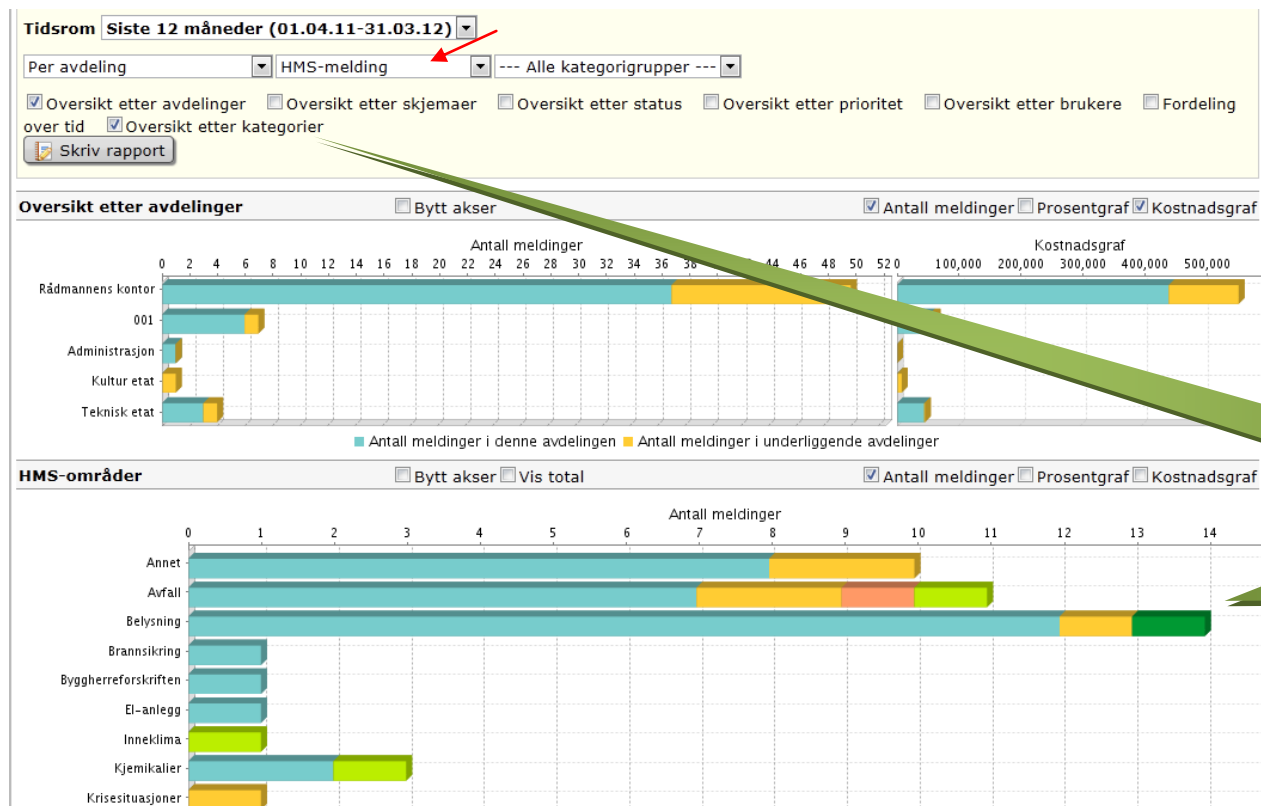 Tidsrom Siste 12 måneder (01.04.11-31.03.12)
Per avdeling HMS-melding --- Alle kategorigrupper ---
Oversikt etter avdelinger Oversikt etter skjemaer Oversikt etter status Oversikt etter prioritet Oversikt etter brukere Fordeling
over tid Oversikt etter kategorier
Skriv rapport
Oversikt etter avdelinger Bytt akser Antall meldinger Prosentgraf Kostnadsgraf
Antall meldinger Kostnadsgraf
0 2 4 6 8 10 12 14 16 18 20 22 24 26 28 30 32 34 36 44 46 48 50 52 0 100,000 200,000 300,000 400,000 500,000
Rådmannens kontor
001
Administrasjon
Kultur etat
Teknisk etat
Antall meldinger i denne avdelingen Antall meldinger i underliggende avdelinger
HMS-områder Bytt akser Vis total Antall meldinger Prosentgraf Kostnadsgraf
Antall meldinger
0 1 2 3 4 5 6 7 8 9 10 11 12 13 14
Annet
Avfall
Belysning
Brannsikring
Byggherreforskriften
El-anlegg
Inneklima
Kjemikalier
Krisesituasjoner